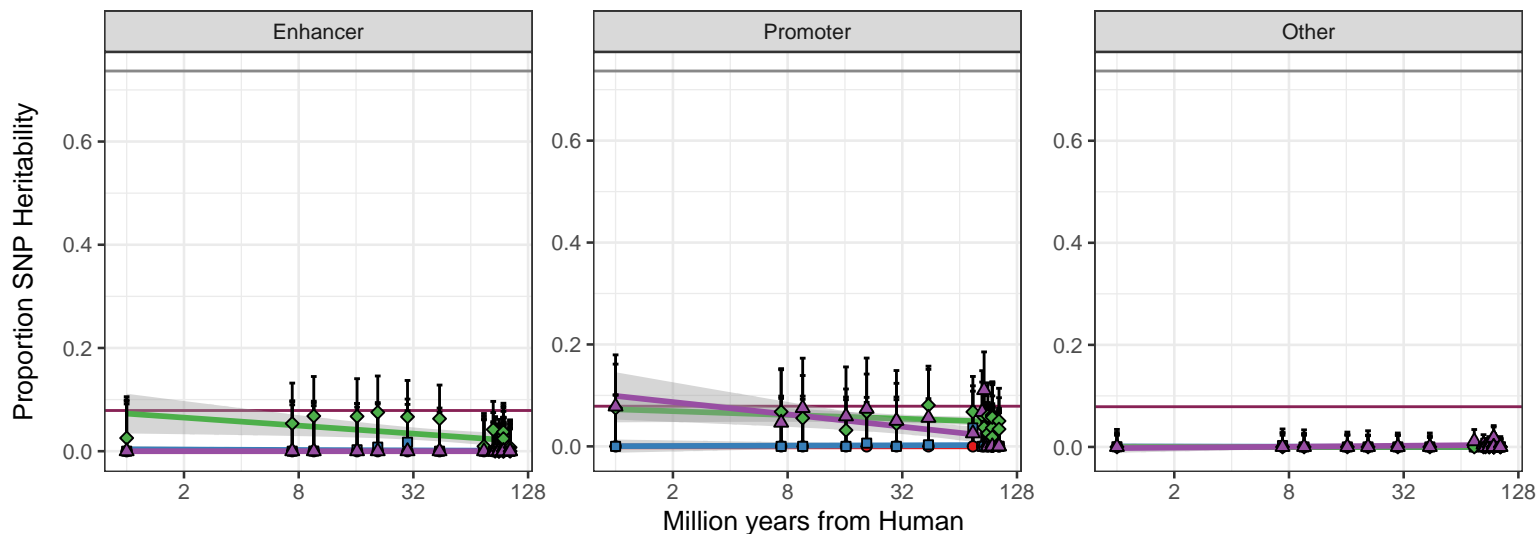 Enhancer Promoter Other
Proportion SNP Heritability
0.6 0.6 0.6
0.4 0.4 0.4
0.2 0.2 0.2
0.0 0.0 0.0
2 8 32 128 2 8 32 128 2 8 32 128
Million years from Human